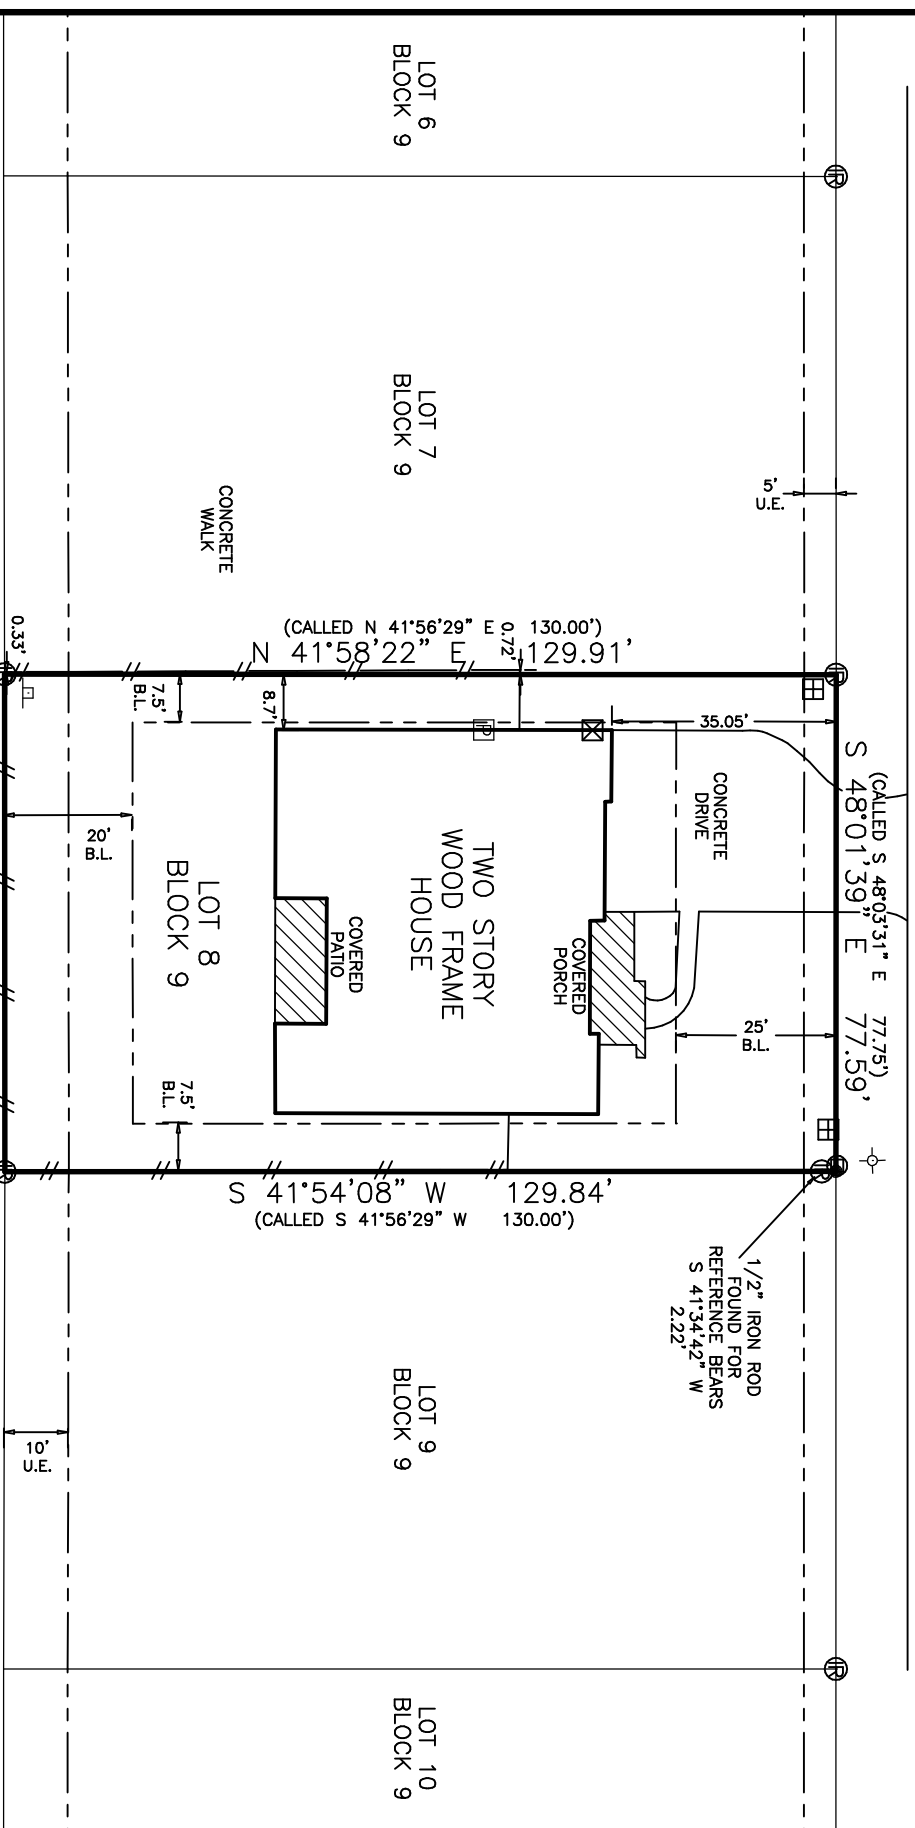 LOT 6
BLOCK 9
LOT 7
BLOCK 9
5'
U.E.
CONCRETE
WALK
(CALLED N 41°56'29" E 130.00')
N 41°58'22" E 129.91'
0.72'
0.33'
7.5'
B.L.
8.7'
P
35.05'
(CALLED S 48°03'31" E 77.75')
S 48°01'39" E 77.59'
CONCRETE
DRIVE
20'
B.L.
LOT 8
BLOCK 9
TWO STORY
WOOD FRAME
HOUSE
COVERED
PATIO
COVERED
PORCH
25'
B.L.
7.5'
B.L.
S 41°54'08" W 129.84'
(CALLED S 41°56'29" W 130.00')
1/2" IRON ROD
FOUND FOR
REFERENCE BEARS
S 41°34'42" W
2.22'
LOT 9
BLOCK 9
10'
U.E.
LOT 10
BLOCK 9
IR
IR
IR